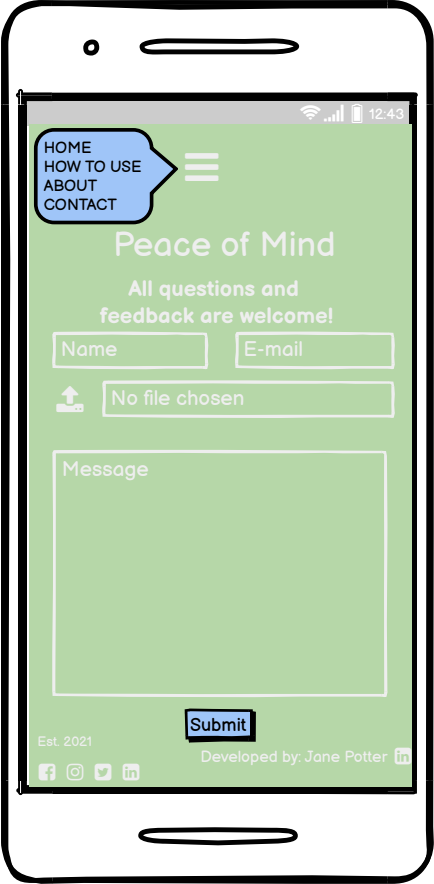 12:43
HOME
HOW TO USE
ABOUT
CONTACT
Peace of Mind
All questions and
feedback are welcome!
Name
E-mail
No file chosen
Message
Submit
Est. 2021
Developed by: Jane Potter in